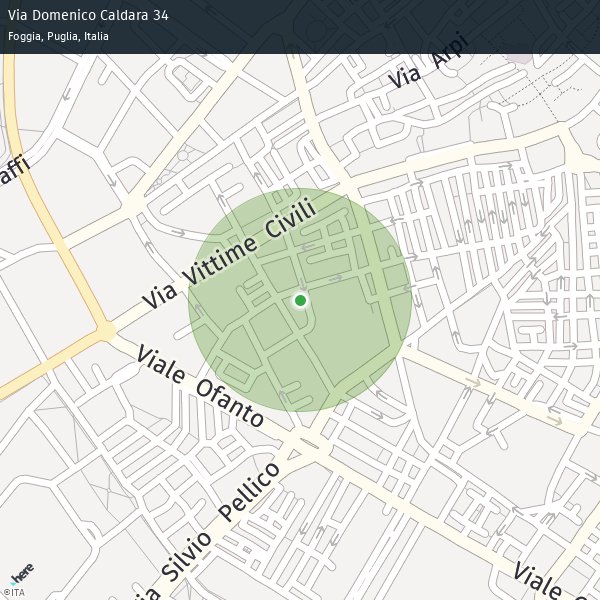 Via Domenico Caldara 34
Foggia, Puglia, Italia
Via Arpi
affi
Via Vittime Civili
Viale Ofanto
ia Silvio Pellico
Viale O
here
©ITA